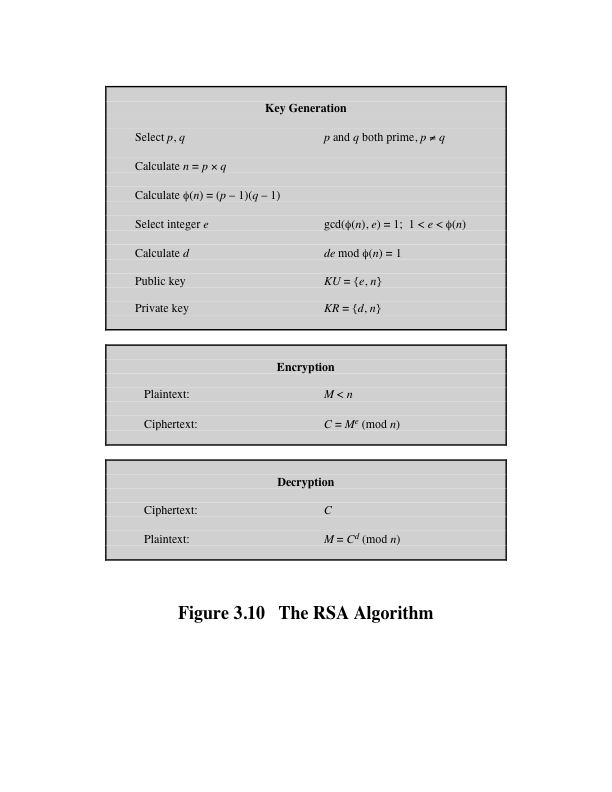 Key Generation
Select p, q p and q both prime, p ≠ q
Calculate n = p × q
Calculate ϕ(n) = (p – 1)(q – 1)
Select integer e gcd(ϕ(n), e) = 1; 1 < e < ϕ(n)
Calculate d de mod ϕ(n) = 1
Public key KU = {e, n}
Private key KR = {d, n}
Encryption
Plaintext: M < n
Ciphertext: C = Mᵉ (mod n)
Decryption
Ciphertext: C
Plaintext: M = Cᵈ (mod n)
Figure 3.10 The RSA Algorithm